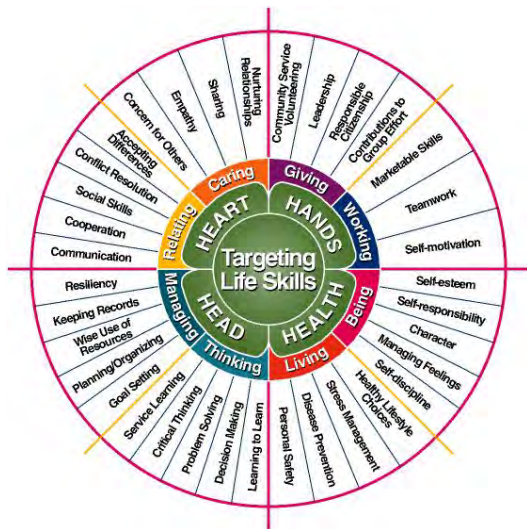 Targeting
Life Skills
HEART
HANDS
HEALTH
HEAD
Caring
Giving
Working
Being
Living
Thinking
Managing
Relating
Nurturing
Relationships
Sharing
Empathy
Concern for Others
Accepting
Differences
Conflict Resolution
Social Skills
Cooperation
Communication
Community Service
Volunteering
Leadership
Responsible
Citizenship
Contributions to
Group Effort
Marketable Skills
Teamwork
Self-motivation
Self-esteem
Self-responsibility
Character
Managing Feelings
Self-discipline
Healthy Lifestyle
Choices
Stress Management
Disease Prevention
Personal Safety
Learning to Learn
Decision Making
Problem Solving
Critical Thinking
Service Learning
Goal Setting
Planning/Organizing
Wise Use of
Resources
Keeping Records
Resiliency